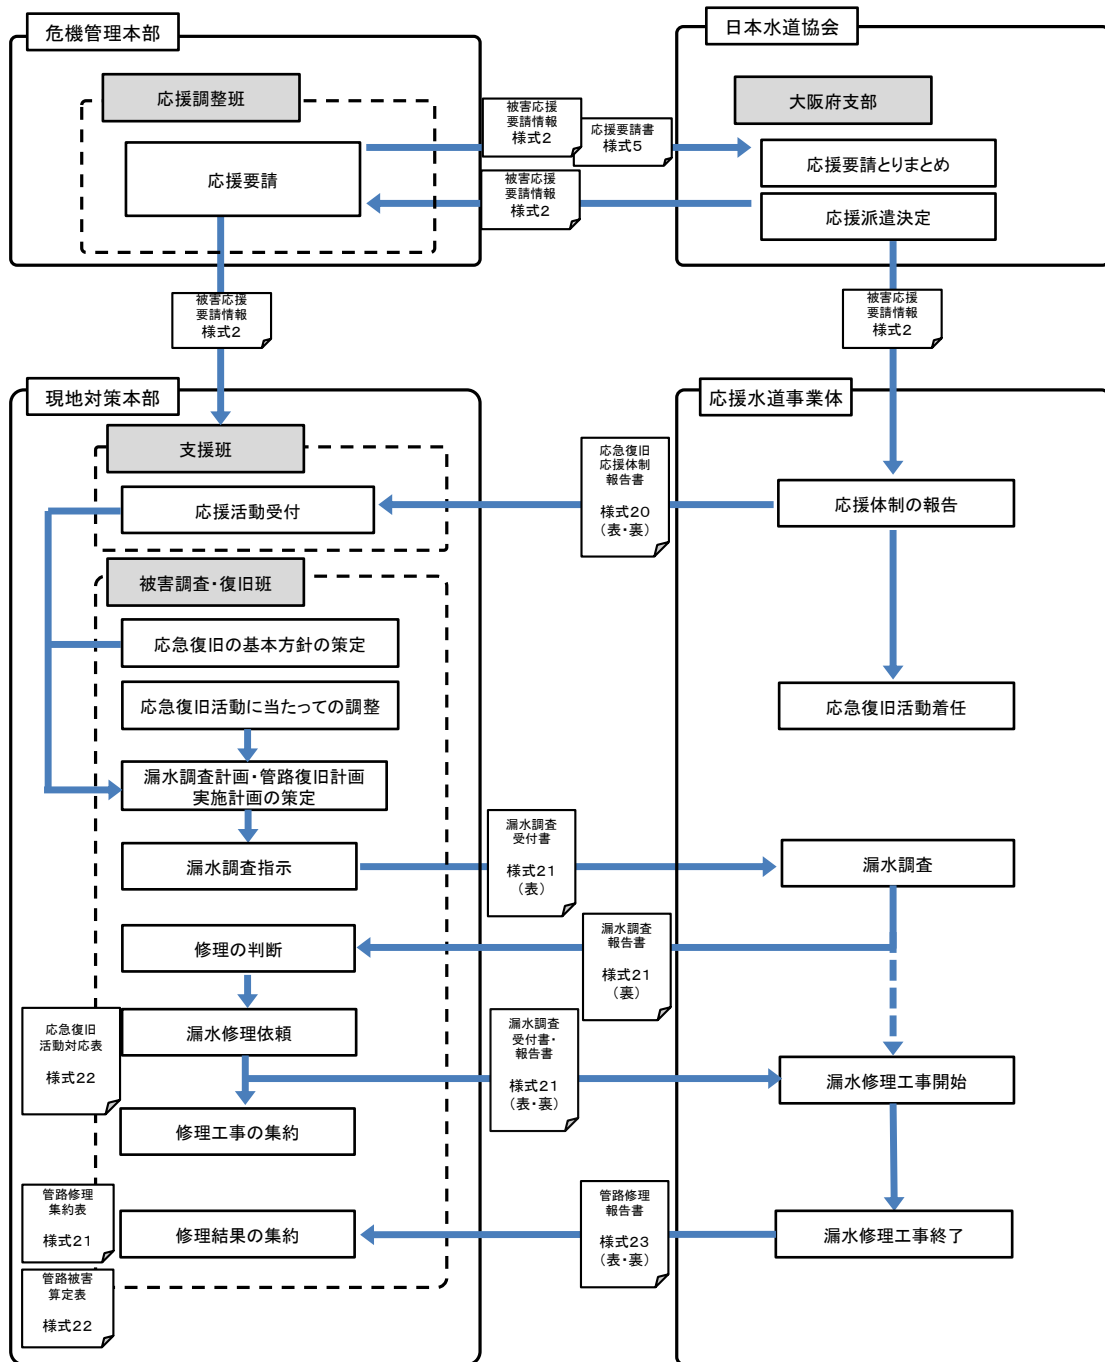 危機管理本部
日本水道協会
応援調整班
大阪府支部
被害応援
要請情報
様式2
応援要請書
様式5
応援要請
応援要請とりまとめ
被害応援
要請情報
様式2
応援派遣決定
被害応援
要請情報
様式2
被害応援
要請情報
様式2
現地対策本部
応援水道事業体
支援班
応急復旧
応援体制
報告書
様式20
(表・裏)
応援活動受付
応援体制の報告
被害調査・復旧班
応急復旧の基本方針の策定
応急復旧活動に当たっての調整
応急復旧活動着任
漏水調査計画・管路復旧計画
実施計画の策定
漏水調査
受付書
様式21
(表)
漏水調査指示
漏水調査
漏水調査
報告書
様式21
(裏)
修理の判断
応急復旧
活動対応表
様式22
漏水修理依頼
漏水調査
受付書・
報告書
様式21
(表・裏)
漏水修理工事開始
修理工事の集約
管路修理
集約表
様式21
管路修理
報告書
様式23
(表・裏)
修理結果の集約
漏水修理工事終了
管路被害
算定表
様式22